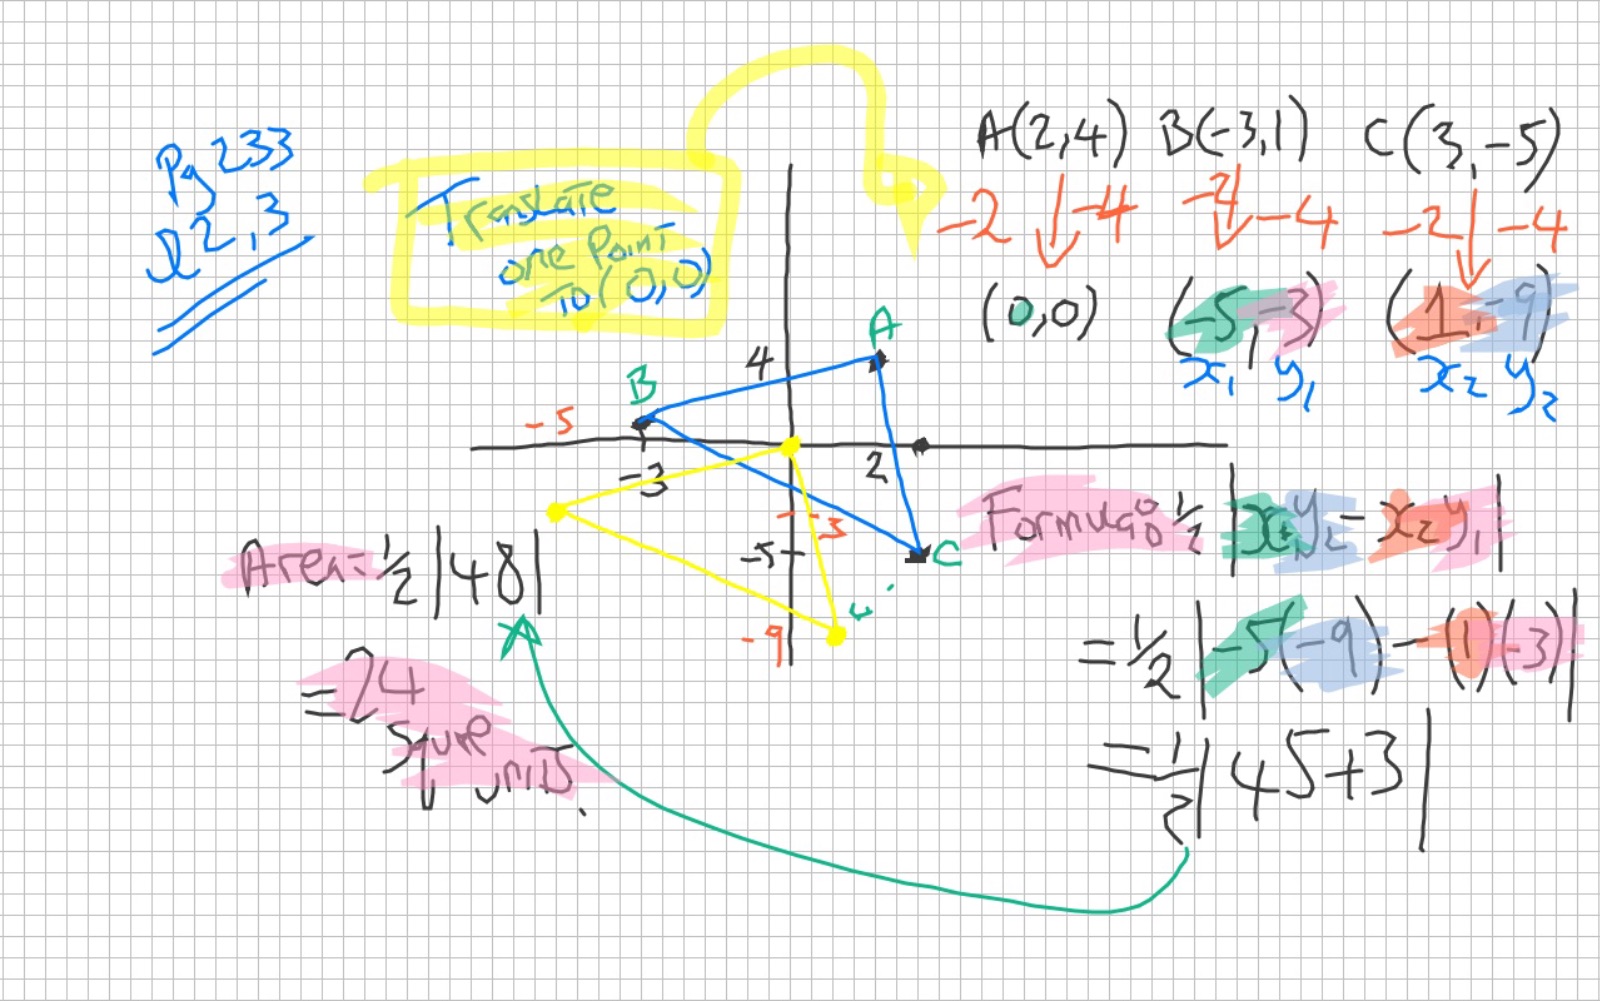 Pg 233
Q 2,3
Translate
one Point
To (0,0)
A(2,4) B(-3,1) C(3,-5)
-2 -4 -2 -4 -2 -4
(0,0) (-5,-3) (1,-9)
x₁ y₁ x₂ y₂
A
4
B
-5
-3
2
-3
-5
C
-9
Formula: ½ |x₁y₂ - x₂y₁|
= ½ |-5(-9) - (1)(-3)|
= ½ |45+3|
Area = ½ |48|
= 24
squre
units.